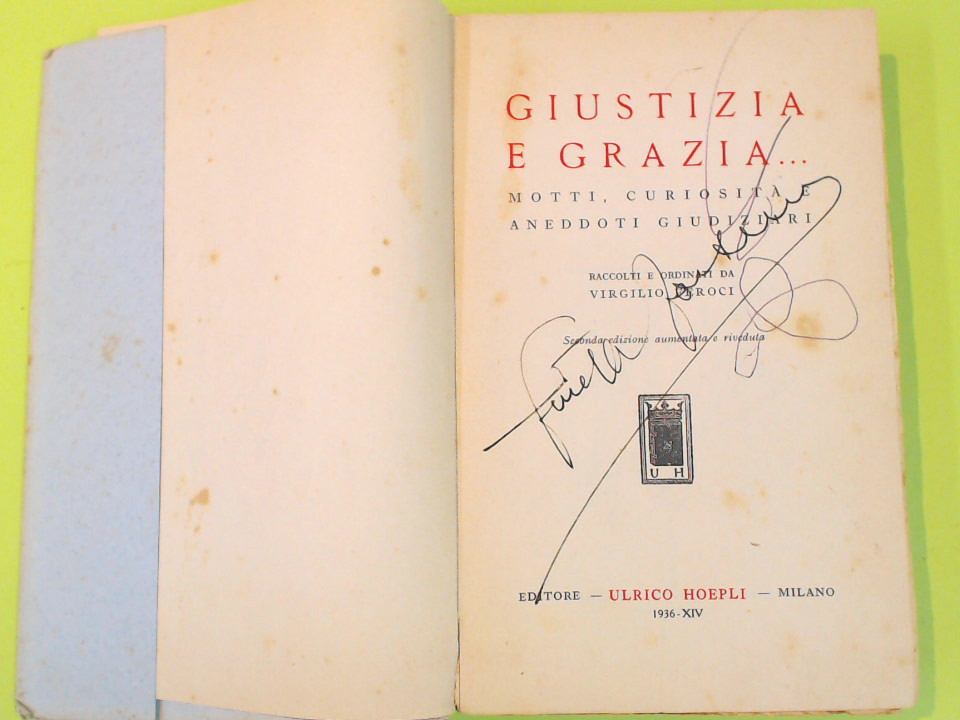 GIUSTIZIA
E GRAZIA...
MOTTI, CURIOSITÀ E
ANEDDOTI GIUDIZIARI
RACCOLTI E ORDINATI DA
VIRGILIO FEROCI
Seconda edizione aumentata e riveduta
U H
EDITORE — ULRICO HOEPLI — MILANO
1936-XIV